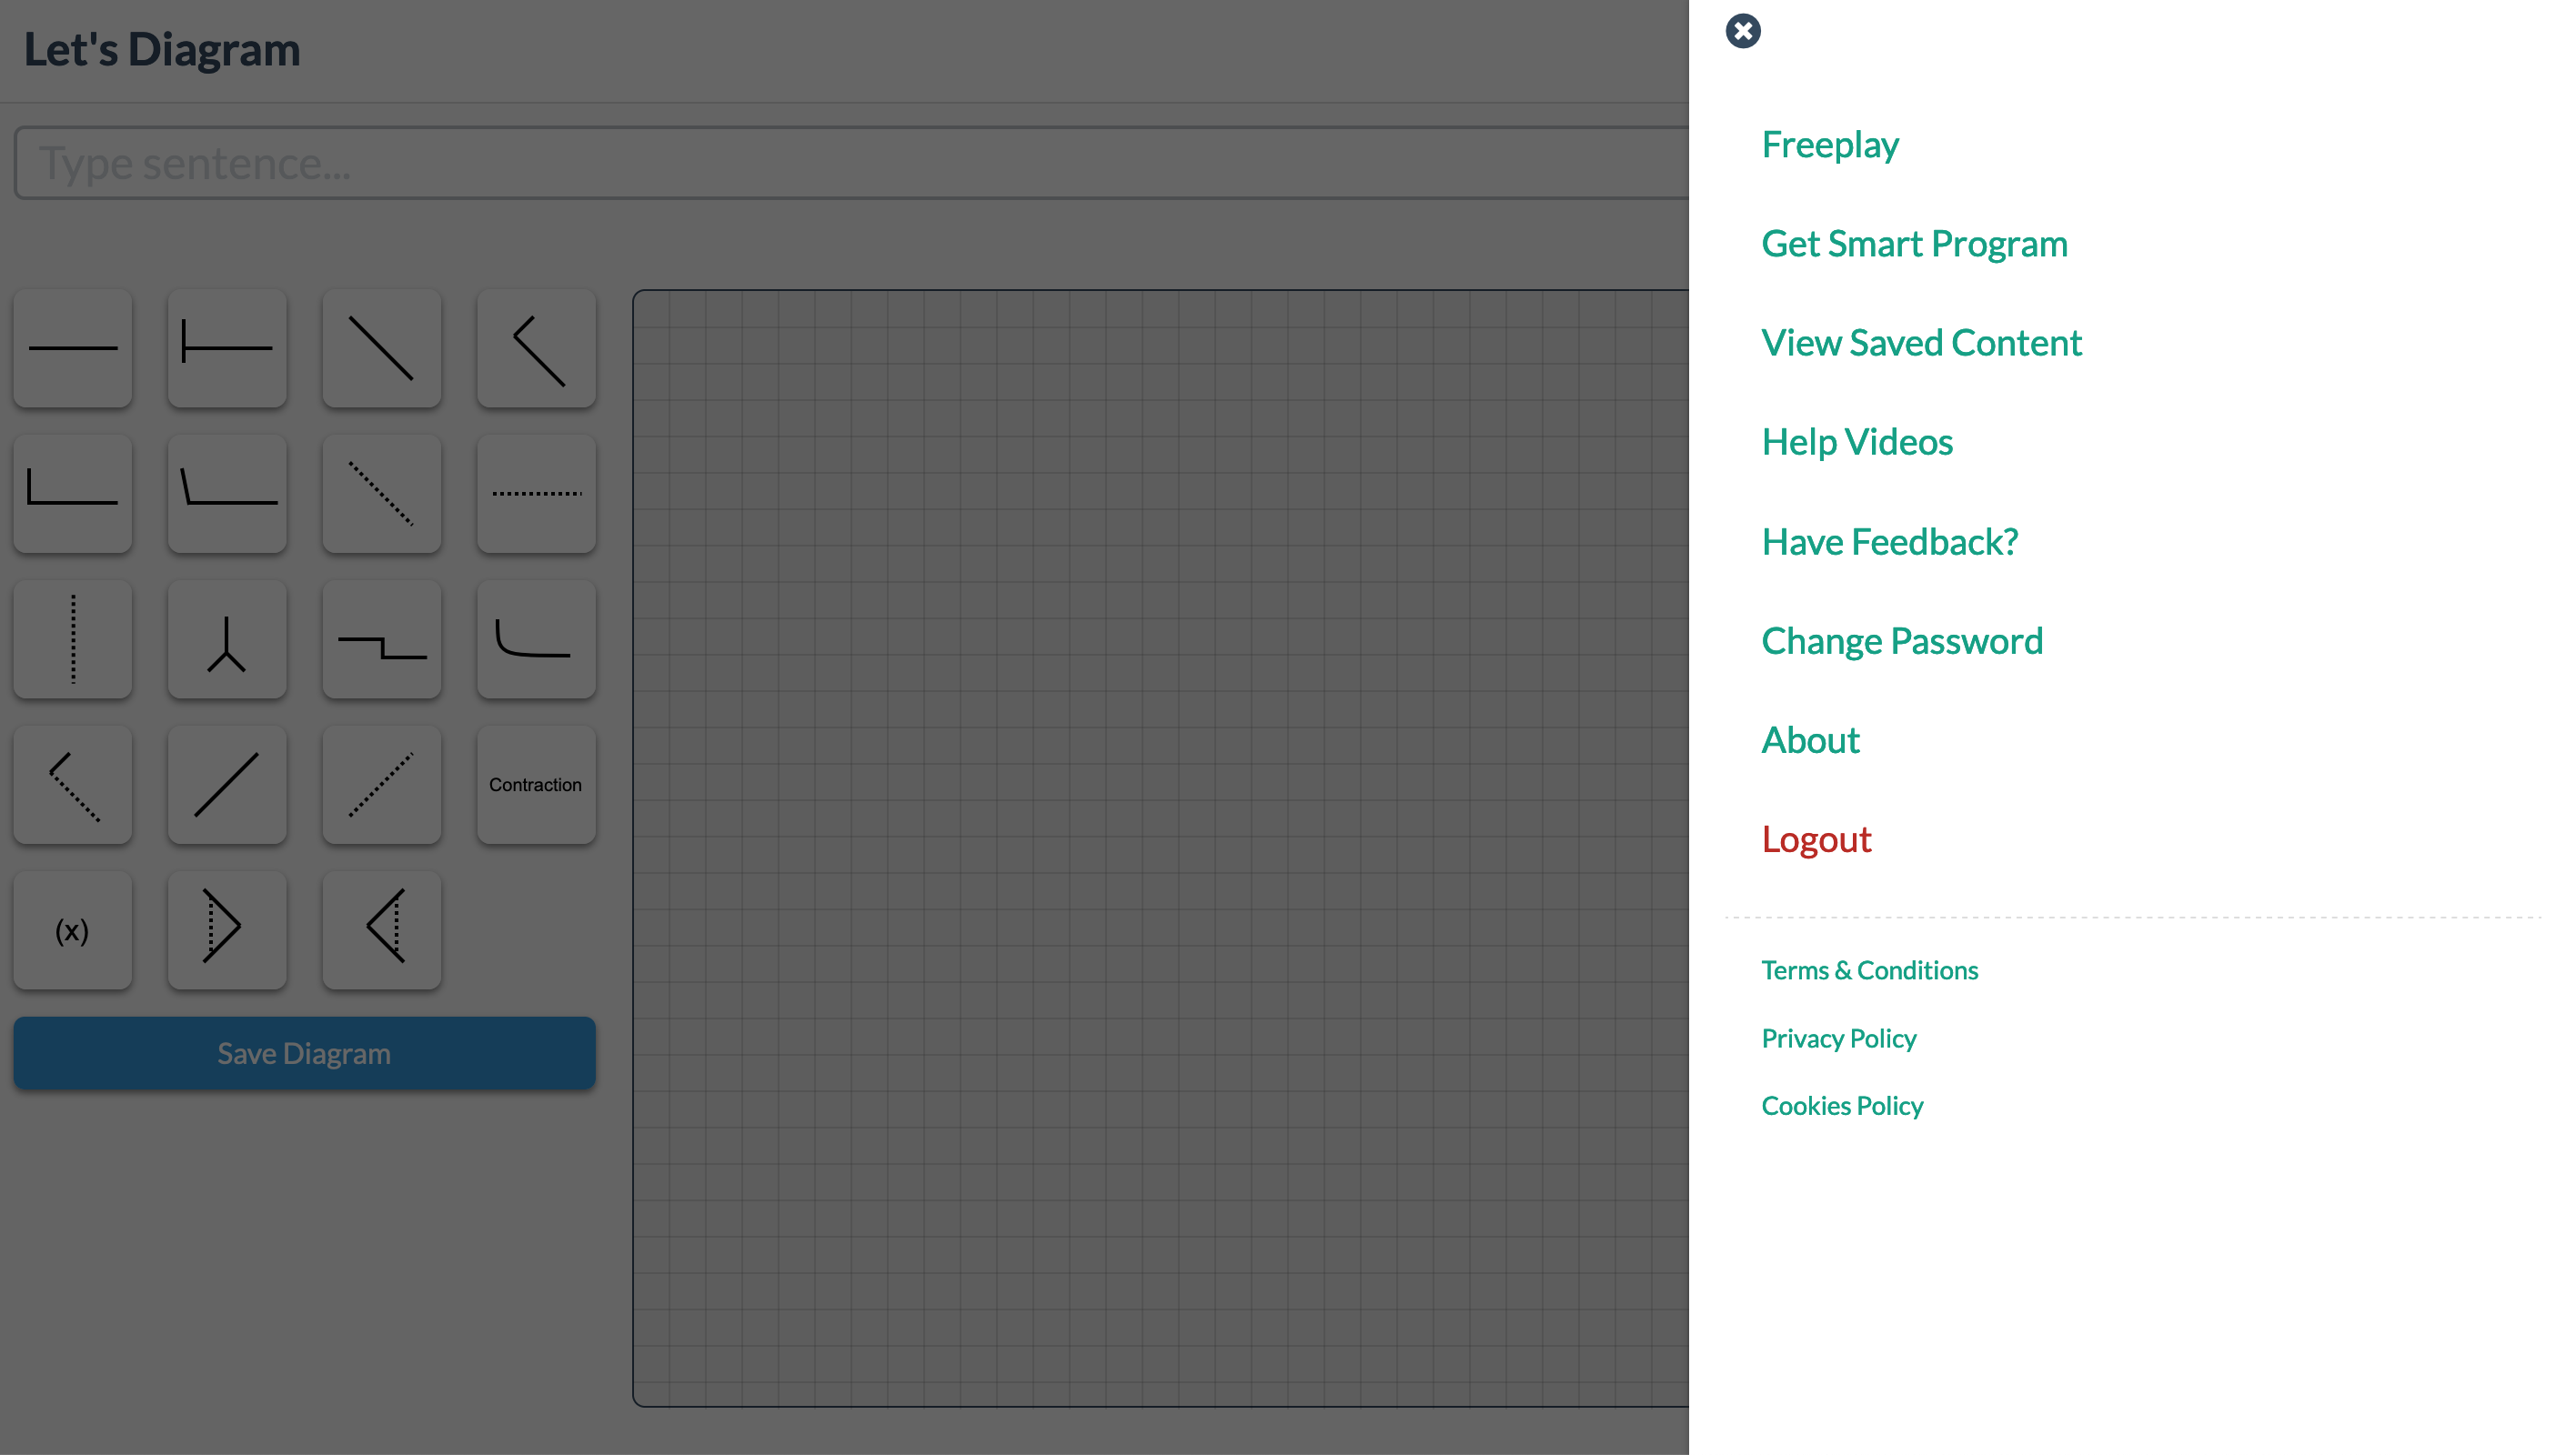 Let's Diagram
Type sentence...
Contraction
(x)
Save Diagram
Freeplay
Get Smart Program
View Saved Content
Help Videos
Have Feedback?
Change Password
About
Logout
Terms & Conditions
Privacy Policy
Cookies Policy